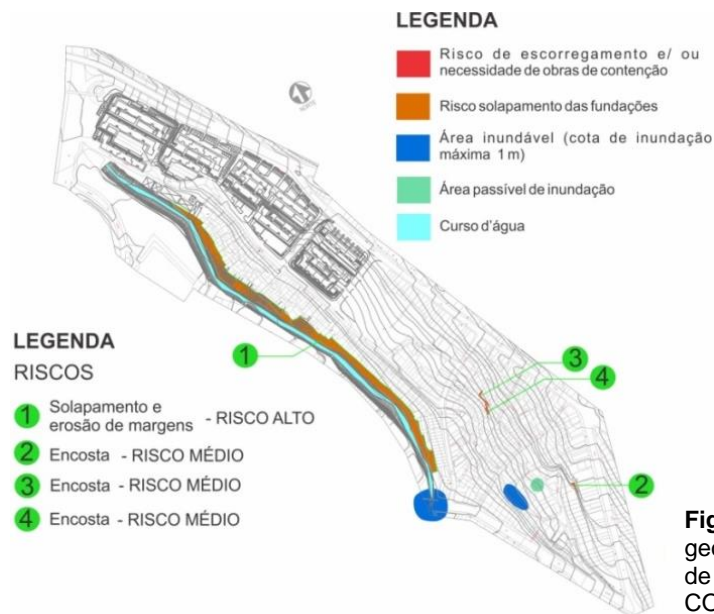 LEGENDA
Risco de escorregamento e/ ou
necessidade de obras de contenção
Risco solapamento das fundações
Área inundável (cota de inundação
máxima 1 m)
Área passível de inundação
Curso d'água
LEGENDA
RISCOS
1 Solapamento e
erosão de margens - RISCO ALTO
2 Encosta - RISCO MÉDIO
3 Encosta - RISCO MÉDIO
4 Encosta - RISCO MÉDIO
1
3
4
2
Fig
geo
de
CO